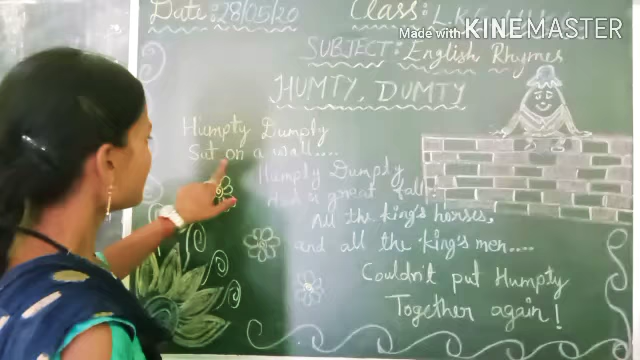 Date: 28/05/20
Class: L.K.G
Made with KINEMASTER
SUBJECT: English Rhymes
HUMTY, DUMTY
Humpty Dumpty
Sut on a wall....
Humpty Dumpty
Had a great fall.
All the king's horses,
and all the king's men....
Couldn't put Humpty
Together again!